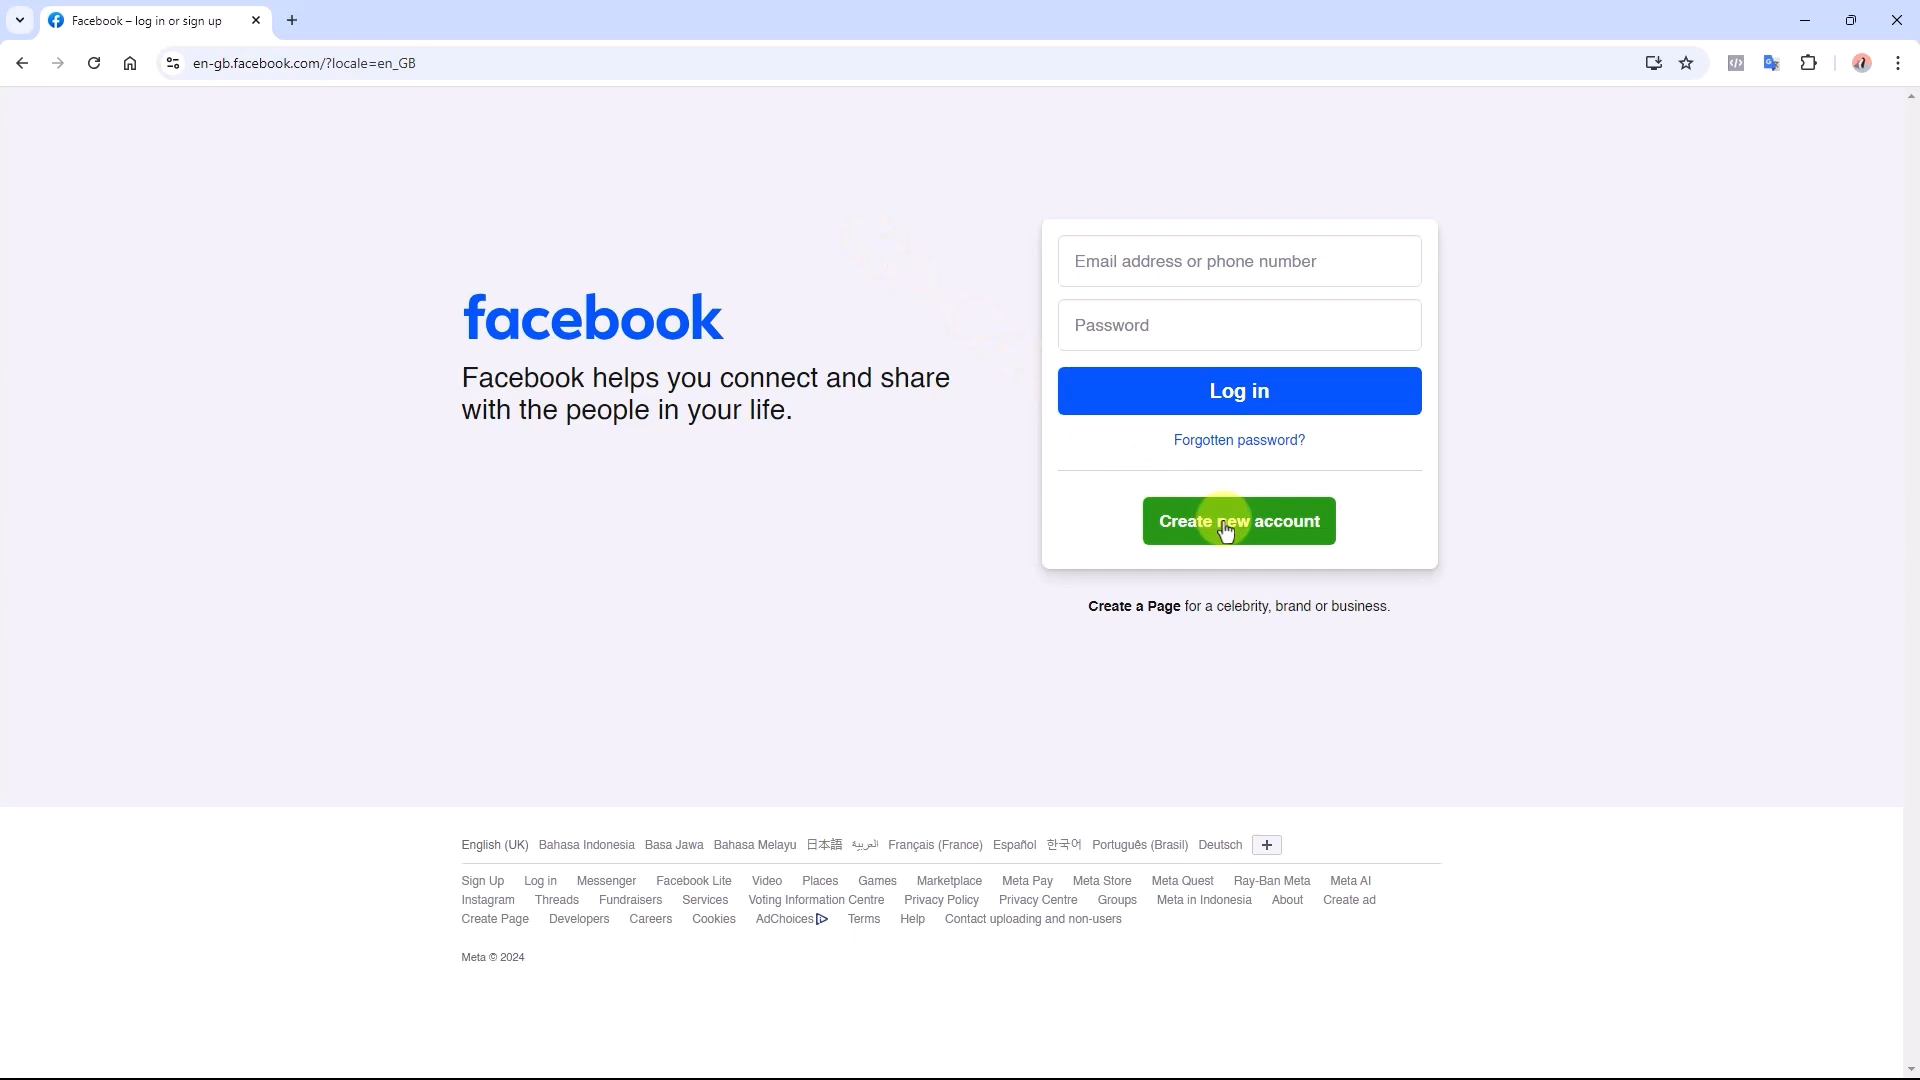 Facebook – log in or sign up
en-gb.facebook.com/?locale=en_GB
facebook
Facebook helps you connect and share
with the people in your life.
Email address or phone number
Password
Log in
Forgotten password?
Create new account
Create a Page for a celebrity, brand or business.
English (UK) Bahasa Indonesia Basa Jawa Bahasa Melayu 日本語 العربية Français (France) Español 한국어 Português (Brasil) Deutsch +
Sign Up Log in Messenger Facebook Lite Video Places Games Marketplace Meta Pay Meta Store Meta Quest Ray-Ban Meta Meta AI
Instagram Threads Fundraisers Services Voting Information Centre Privacy Policy Privacy Centre Groups Meta in Indonesia About Create ad
Create Page Developers Careers Cookies AdChoices Terms Help Contact uploading and non-users
Meta © 2024